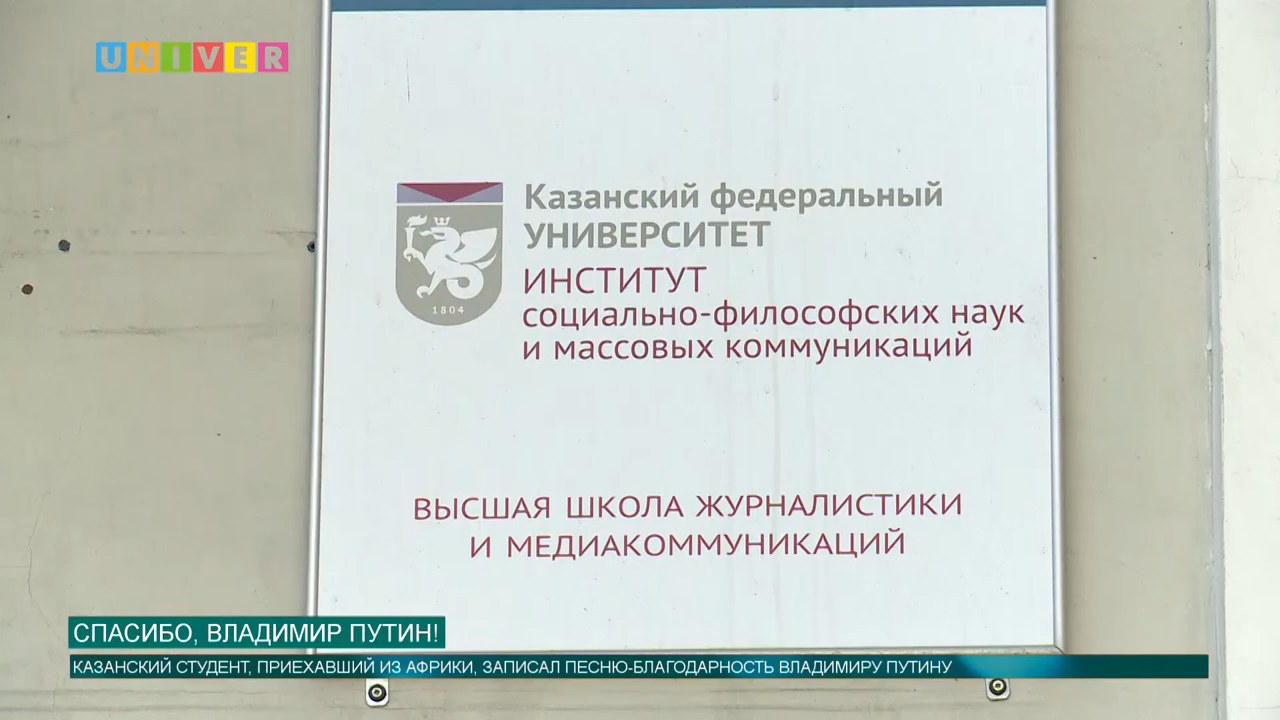 UNIVER
Казанский федеральный
УНИВЕРСИТЕТ
ИНСТИТУТ
социально-философских наук
и массовых коммуникаций
1804
ВЫСШАЯ ШКОЛА ЖУРНАЛИСТИКИ
И МЕДИАКОММУНИКАЦИЙ
СПАСИБО, ВЛАДИМИР ПУТИН!
КАЗАНСКИЙ СТУДЕНТ, ПРИЕХАВШИЙ ИЗ АФРИКИ, ЗАПИСАЛ ПЕСНЮ-БЛАГОДАРНОСТЬ ВЛАДИМИРУ ПУТИНУ